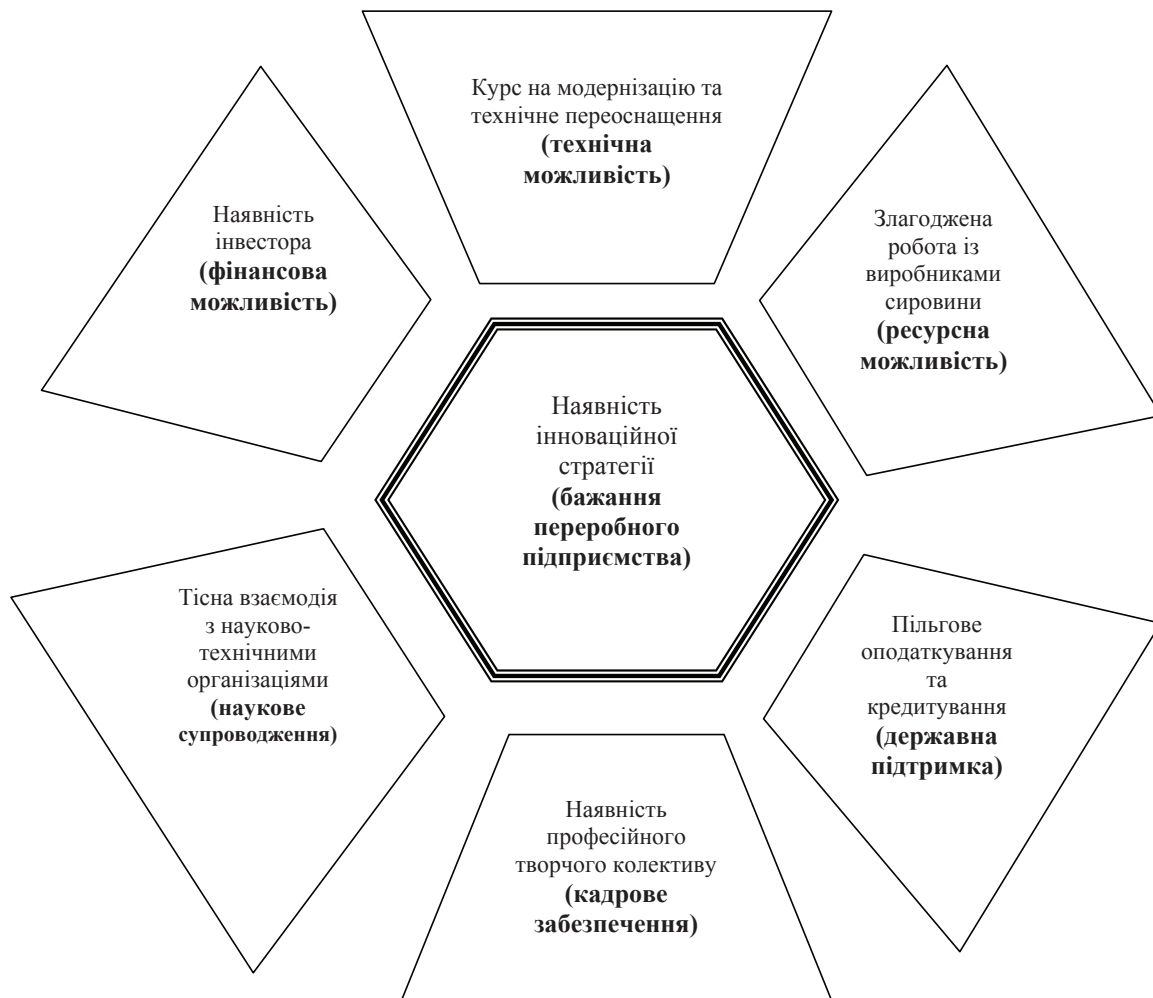 Курс на модернізацію та
технічне переоснащення
(технічна
можливість)
Наявність
інвестора
(фінансова
можливість)
Злагоджена
робота із
виробниками
сировини
(ресурсна
можливість)
Наявність
інноваційної
стратегії
(бажання
переробного
підприємства)
Тісна взаємодія
з науково-
технічними
організаціями
(наукове
супроводження)
Пільгове
оподаткування
та
кредитування
(державна
підтримка)
Наявність
професійного
творчого колективу
(кадрове
забезпечення)